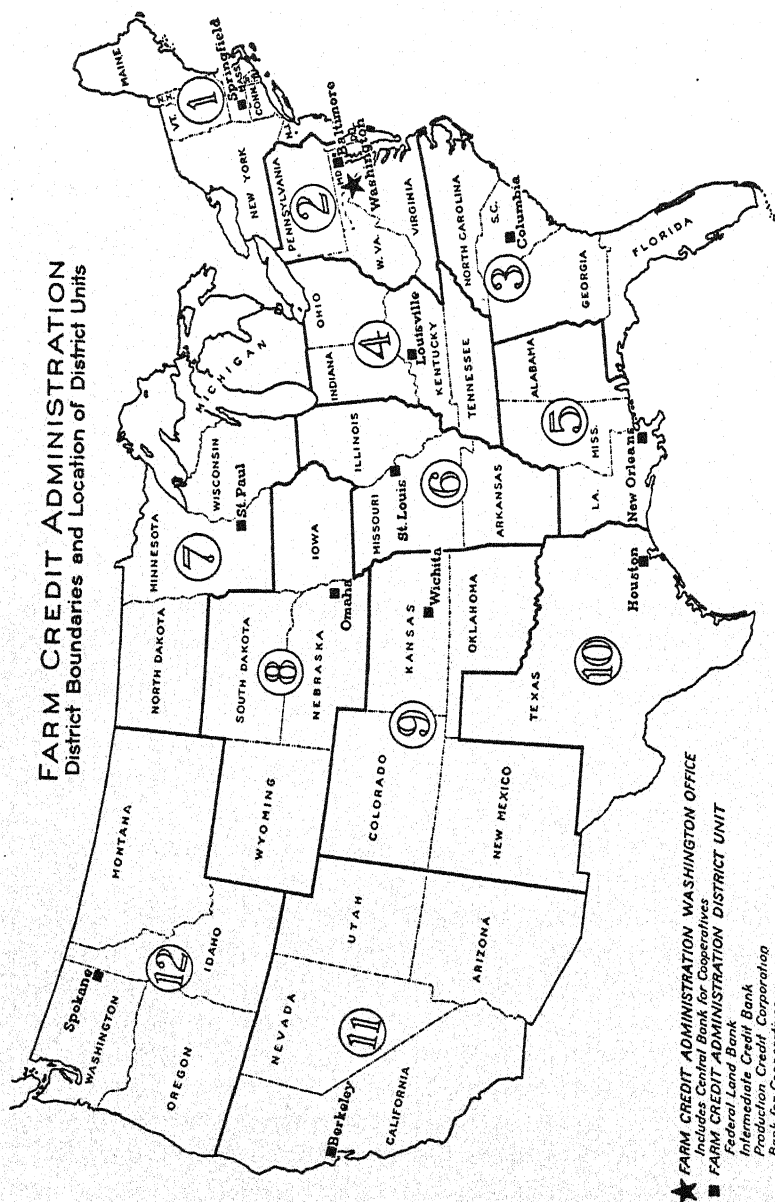 FARM CREDIT ADMINISTRATION
District Boundaries and Location of District Units
WASHINGTON
Spokane
MONTANA
OREGON
12
IDAHO
NORTH DAKOTA
MINNESOTA
7
St. Paul
WISCONSIN
MICHIGAN
SOUTH DAKOTA
8
NEBRASKA
Omaha
WYOMING
IOWA
NEVADA
11
UTAH
Berkeley
CALIFORNIA
COLORADO
9
KANSAS
Wichita
MISSOURI
St. Louis
6
ILLINOIS
INDIANA
OHIO
4
Louisville
KENTUCKY
ARIZONA
NEW MEXICO
OKLAHOMA
ARKANSAS
TENNESSEE
TEXAS
10
Houston
LA.
New Orleans
MISS.
5
ALABAMA
GEORGIA
FLORIDA
3
S.C.
Columbia
NORTH CAROLINA
VIRGINIA
W. VA.
Washington
MD.
Baltimore
2
PENNSYLVANIA
N.J.
NEW YORK
VT.
1
Springfield
MASS.
CONN.
MAINE
FARM CREDIT ADMINISTRATION WASHINGTON OFFICE
Includes Central Bank for Cooperatives
FARM CREDIT ADMINISTRATION DISTRICT UNIT
Federal Land Bank
Intermediate Credit Bank
Production Credit Corporation